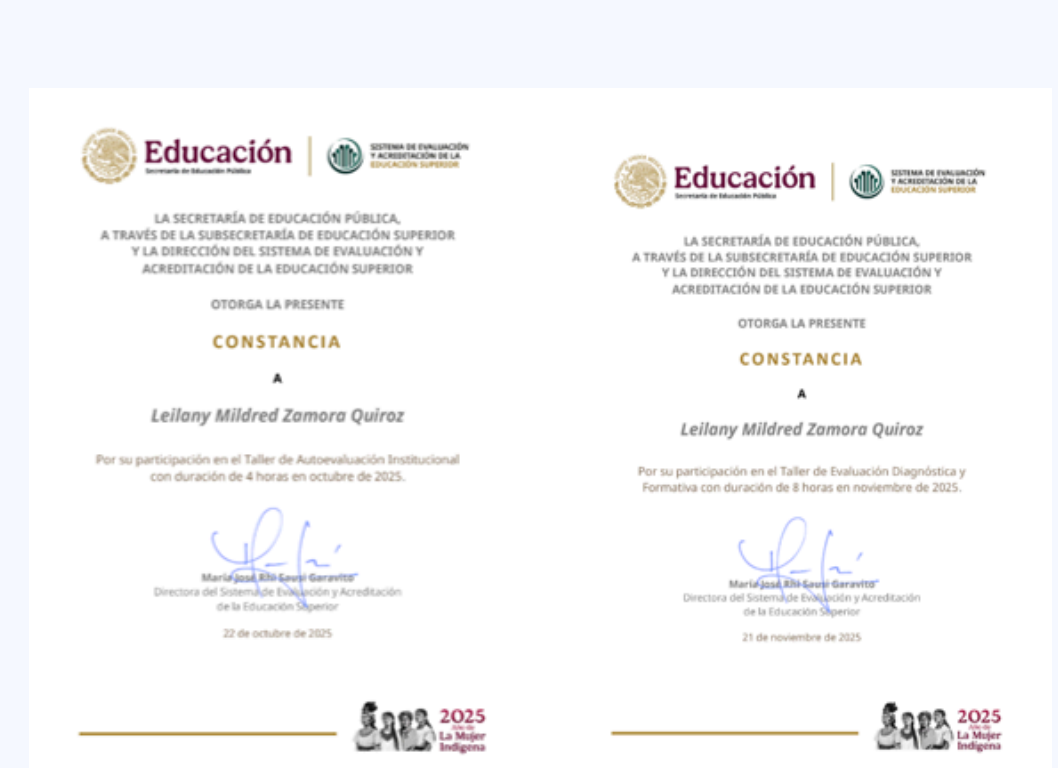 Educación
Secretaría de Educación Pública
SISTEMA DE EVALUACIÓN
Y ACREDITACIÓN DE LA
EDUCACIÓN SUPERIOR
LA SECRETARÍA DE EDUCACIÓN PÚBLICA,
A TRAVÉS DE LA SUBSECRETARÍA DE EDUCACIÓN SUPERIOR
Y LA DIRECCIÓN DEL SISTEMA DE EVALUACIÓN Y
ACREDITACIÓN DE LA EDUCACIÓN SUPERIOR
OTORGA LA PRESENTE
CONSTANCIA
A
Leilany Mildred Zamora Quiroz
Por su participación en el Taller de Autoevaluación Institucional
con duración de 4 horas en octubre de 2025.
María José Rhi Sausi Garavito
Directora del Sistema de Evaluación y Acreditación
de la Educación Superior
22 de octubre de 2025
2025
Año de
La Mujer
Indígena
Educación
Secretaría de Educación Pública
SISTEMA DE EVALUACIÓN
Y ACREDITACIÓN DE LA
EDUCACIÓN SUPERIOR
LA SECRETARÍA DE EDUCACIÓN PÚBLICA,
A TRAVÉS DE LA SUBSECRETARÍA DE EDUCACIÓN SUPERIOR
Y LA DIRECCIÓN DEL SISTEMA DE EVALUACIÓN Y
ACREDITACIÓN DE LA EDUCACIÓN SUPERIOR
OTORGA LA PRESENTE
CONSTANCIA
A
Leilany Mildred Zamora Quiroz
Por su participación en el Taller de Evaluación Diagnóstica y
Formativa con duración de 8 horas en noviembre de 2025.
María José Rhi Sausi Garavito
Directora del Sistema de Evaluación y Acreditación
de la Educación Superior
21 de noviembre de 2025
2025
Año de
La Mujer
Indígena